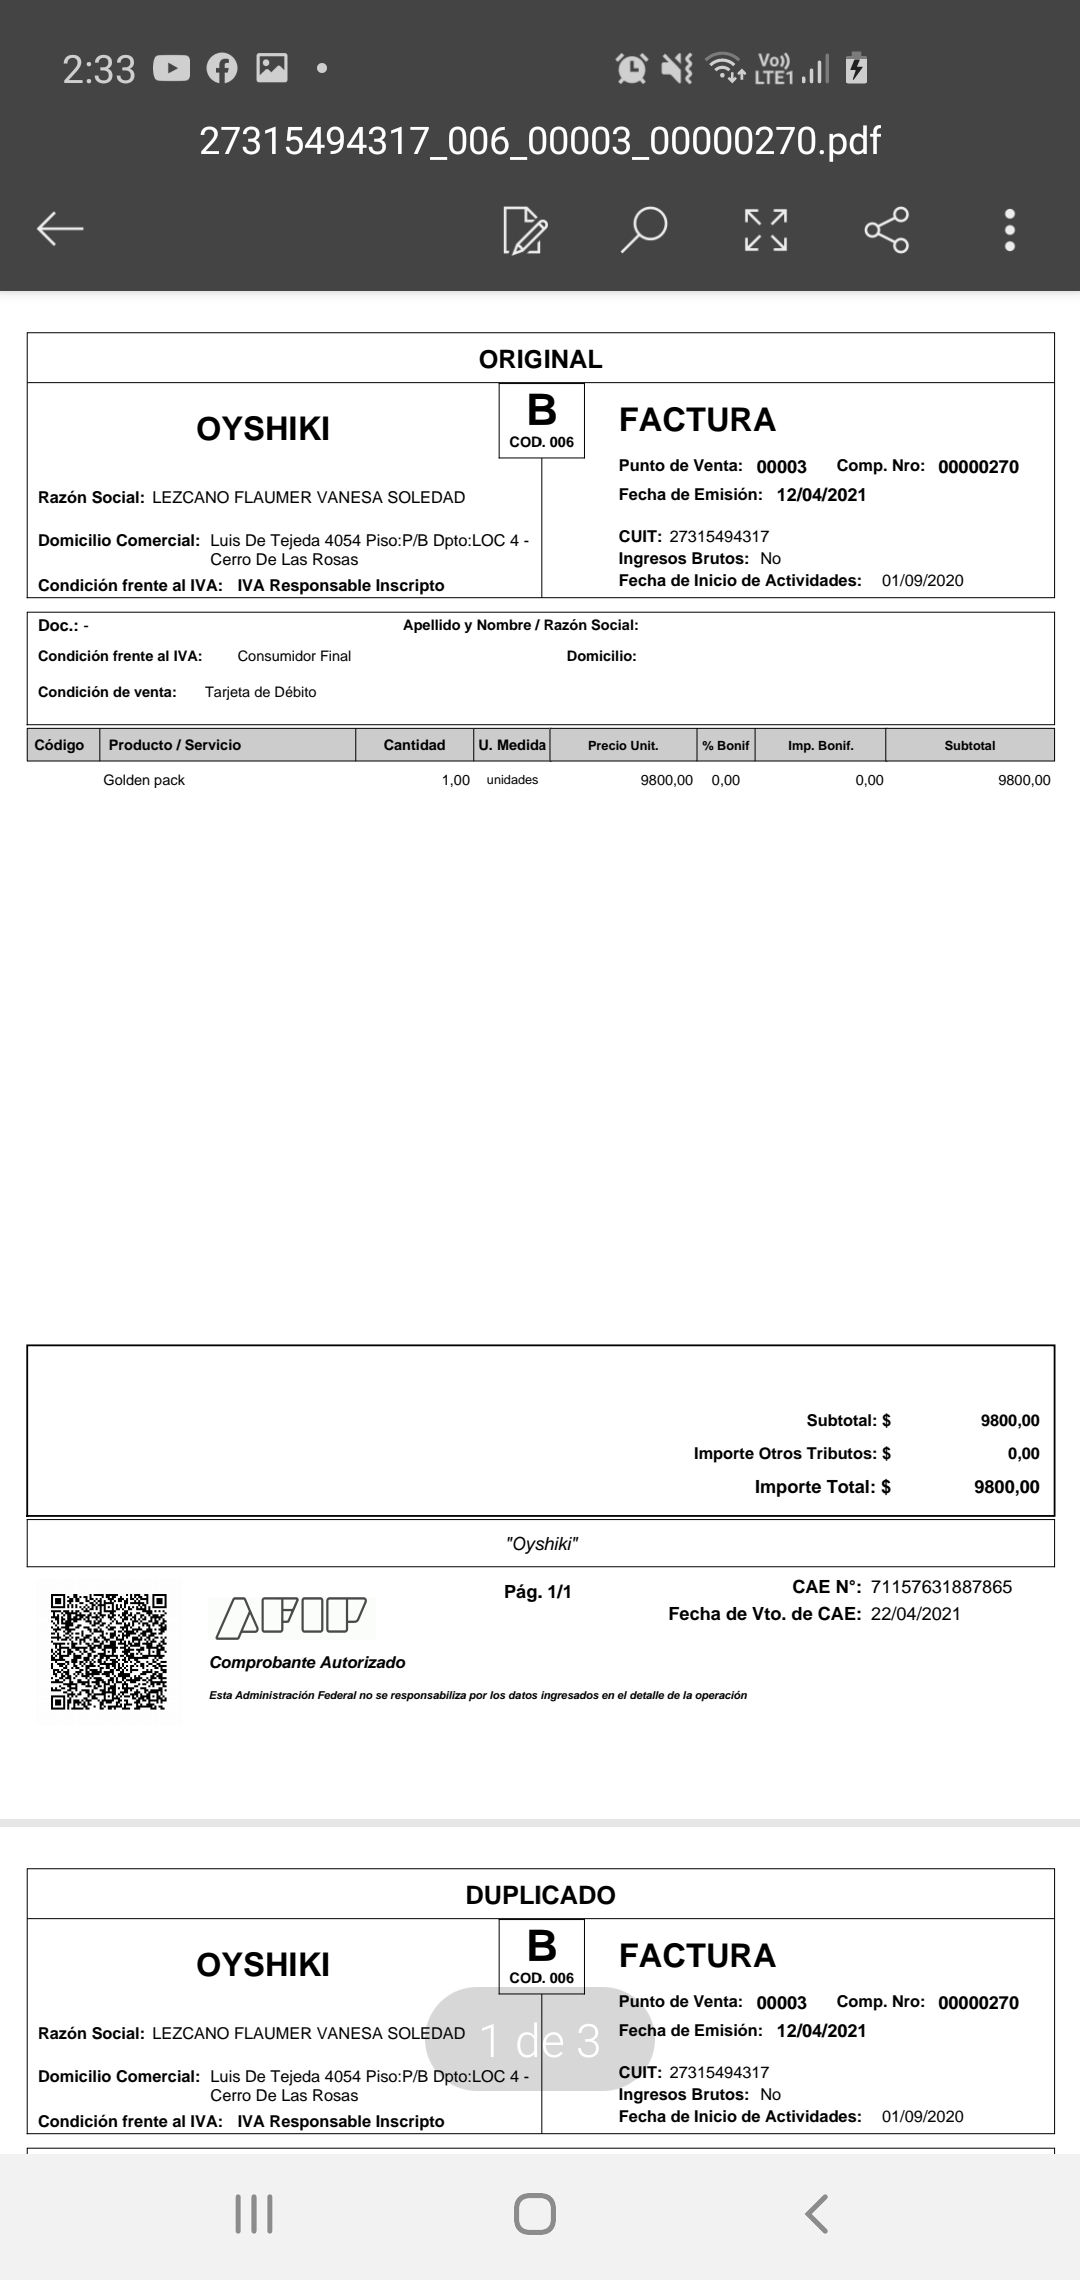 2:33
Vo)) LTE1
27315494317_006_00003_00000270.pdf
ORIGINAL
OYSHIKI
B
COD. 006
FACTURA
Punto de Venta: 00003 Comp. Nro: 00000270
Fecha de Emisión: 12/04/2021
Razón Social: LEZCANO FLAUMER VANESA SOLEDAD
Domicilio Comercial: Luis De Tejeda 4054 Piso:P/B Dpto:LOC 4 -
Cerro De Las Rosas
Condición frente al IVA: IVA Responsable Inscripto
CUIT: 27315494317
Ingresos Brutos: No
Fecha de Inicio de Actividades: 01/09/2020
Doc.: - Apellido y Nombre / Razón Social:
Condición frente al IVA: Consumidor Final Domicilio:
Condición de venta: Tarjeta de Débito
Código Producto / Servicio Cantidad U. Medida Precio Unit. % Bonif Imp. Bonif. Subtotal
Golden pack 1,00 unidades 9800,00 0,00 0,00 9800,00
Subtotal: $ 9800,00
Importe Otros Tributos: $ 0,00
Importe Total: $ 9800,00
"Oyshiki"
AFIP
Comprobante Autorizado
Esta Administración Federal no se responsabiliza por los datos ingresados en el detalle de la operación
Pág. 1/1
CAE N°: 71157631887865
Fecha de Vto. de CAE: 22/04/2021
DUPLICADO
OYSHIKI
B
COD. 006
FACTURA
Punto de Venta: 00003 Comp. Nro: 00000270
Fecha de Emisión: 12/04/2021
Razón Social: LEZCANO FLAUMER VANESA SOLEDAD
1 de 3
Domicilio Comercial: Luis De Tejeda 4054 Piso:P/B Dpto:LOC 4 -
Cerro De Las Rosas
Condición frente al IVA: IVA Responsable Inscripto
CUIT: 27315494317
Ingresos Brutos: No
Fecha de Inicio de Actividades: 01/09/2020